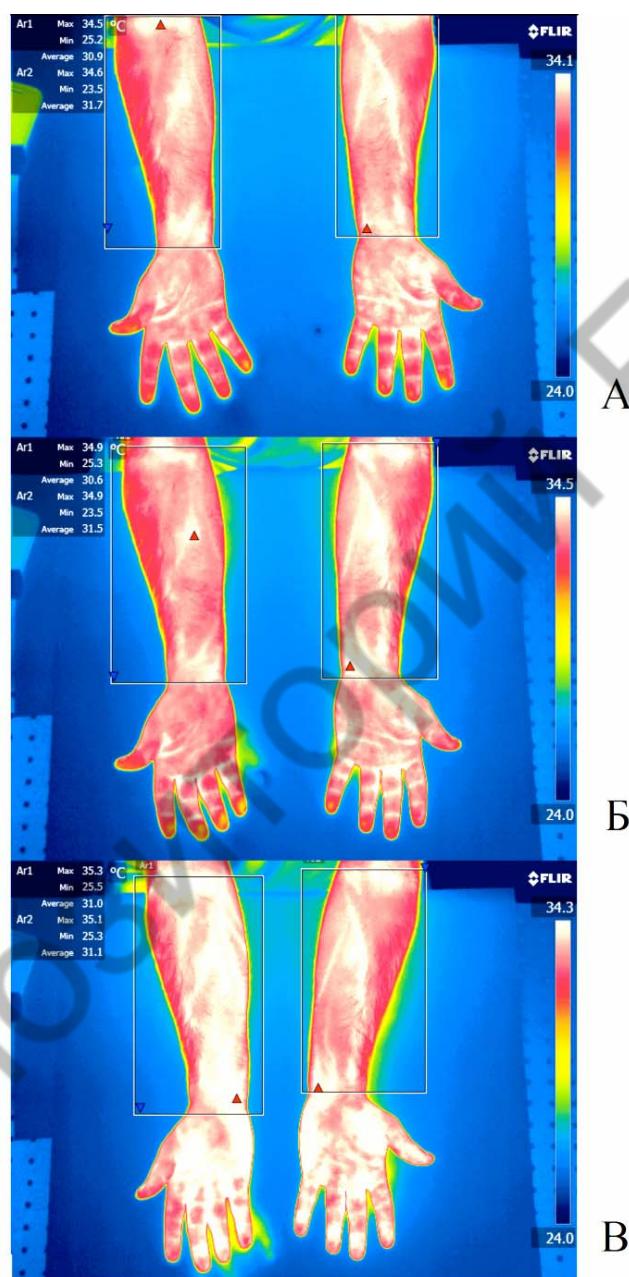 Ar1 Max 34.5 °C
Min 25.2
Average 30.9
Ar2 Max 34.6
Min 23.5
Average 31.7
FLIR
34.1
24.0
А
Ar1 Max 34.9 °C
Min 25.3
Average 30.6
Ar2 Max 34.9
Min 23.5
Average 31.5
FLIR
34.5
24.0
Б
Ar1 Max 35.3 °C
Min 25.5
Average 31.0
Ar2 Max 35.1
Min 25.3
Average 31.1
Ar1
FLIR
34.3
24.0
В